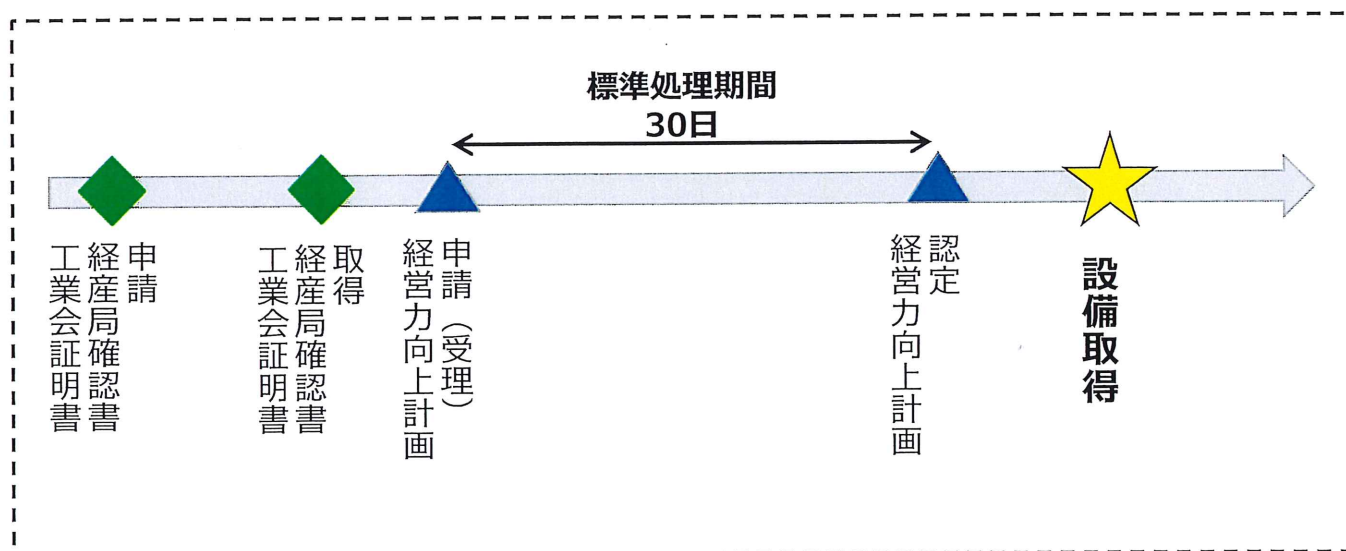 標準処理期間
30日
申請
経産局確認書
工業会証明書
取得
経産局確認書
工業会証明書
申請（受理）
経営力向上計画
認定
経営力向上計画
設備取得